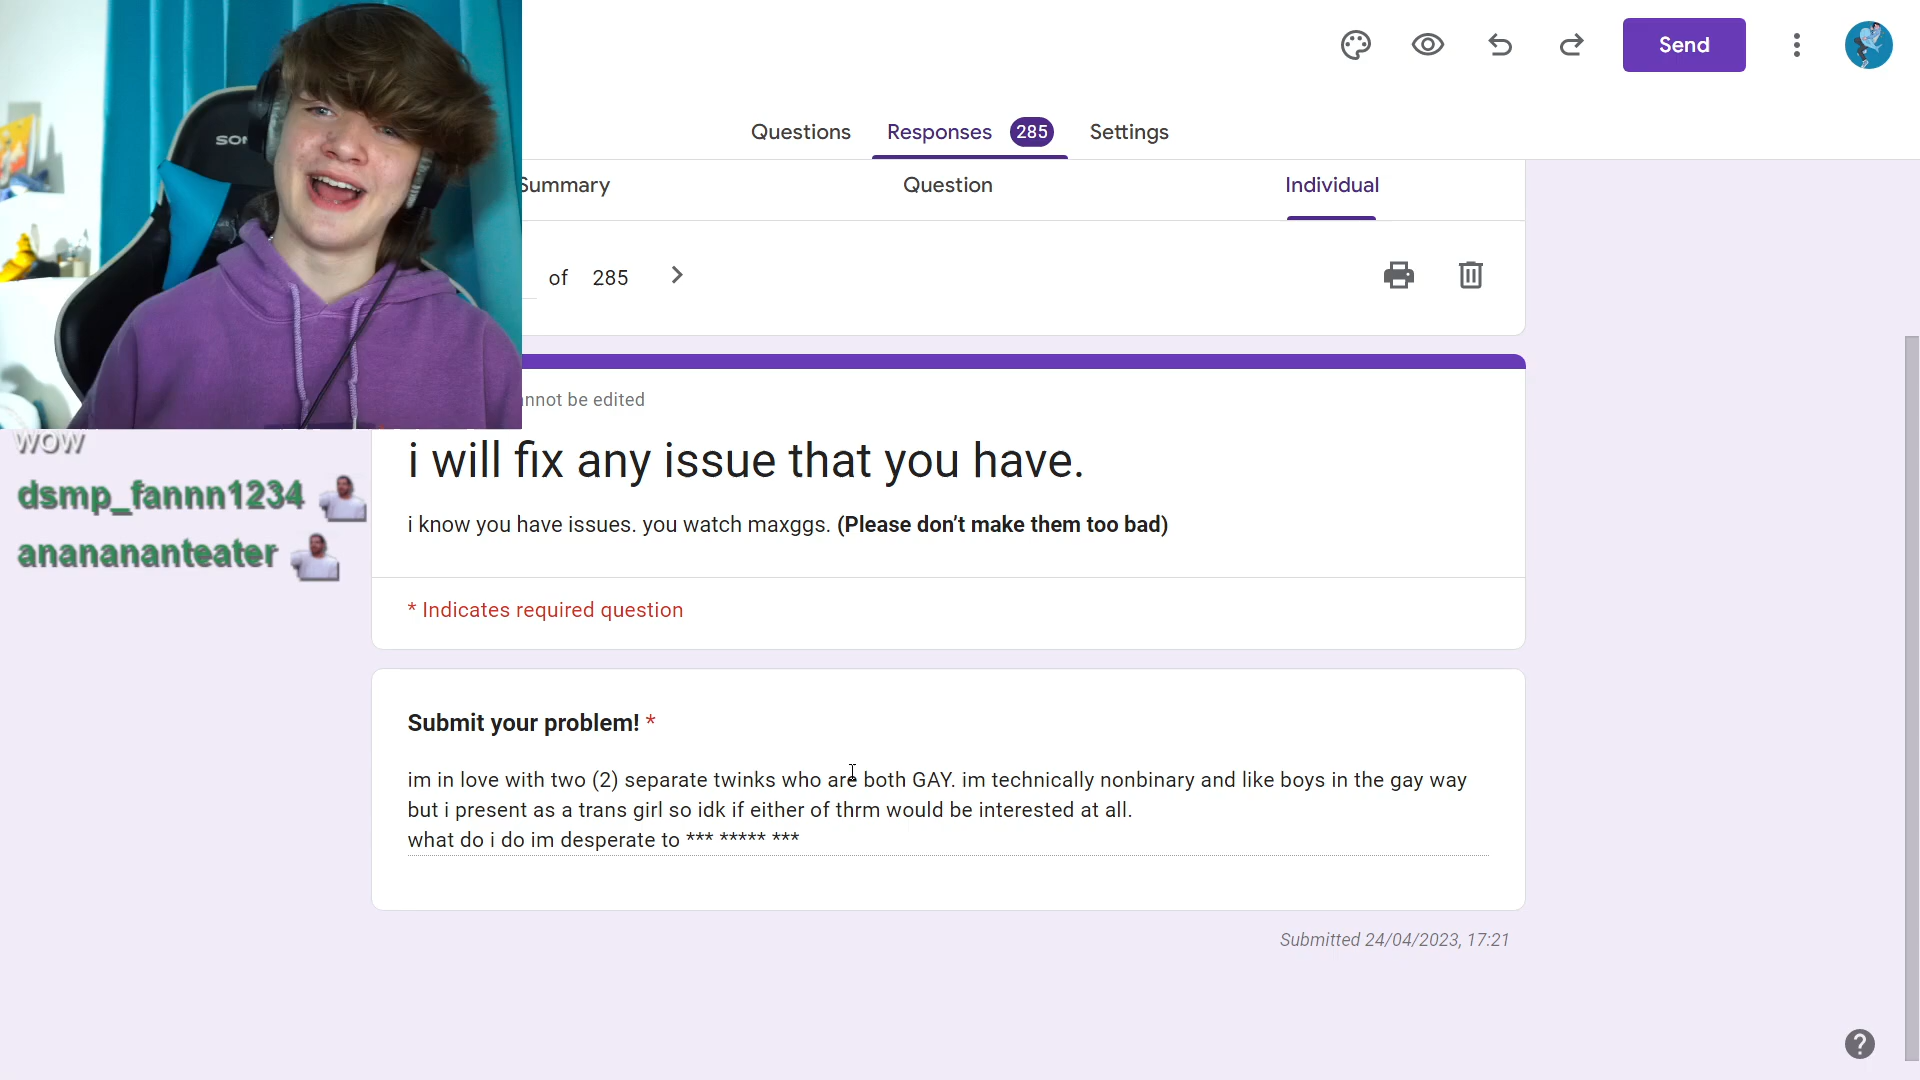 SON
Send
Questions
Responses 285
Settings
Summary
Question
Individual
of 285
nnot be edited
i will fix any issue that you have.
i know you have issues. you watch maxggs. (Please don’t make them too bad)
* Indicates required question
wow
dsmp_fannn1234
anananaanteater
Submit your problem! *
im in love with two (2) separate twinks who are both GAY. im technically nonbinary and like boys in the gay way
but i present as a trans girl so idk if either of thrm would be interested at all.
what do i do im desperate to *** ***** ***
Submitted 24/04/2023, 17:21